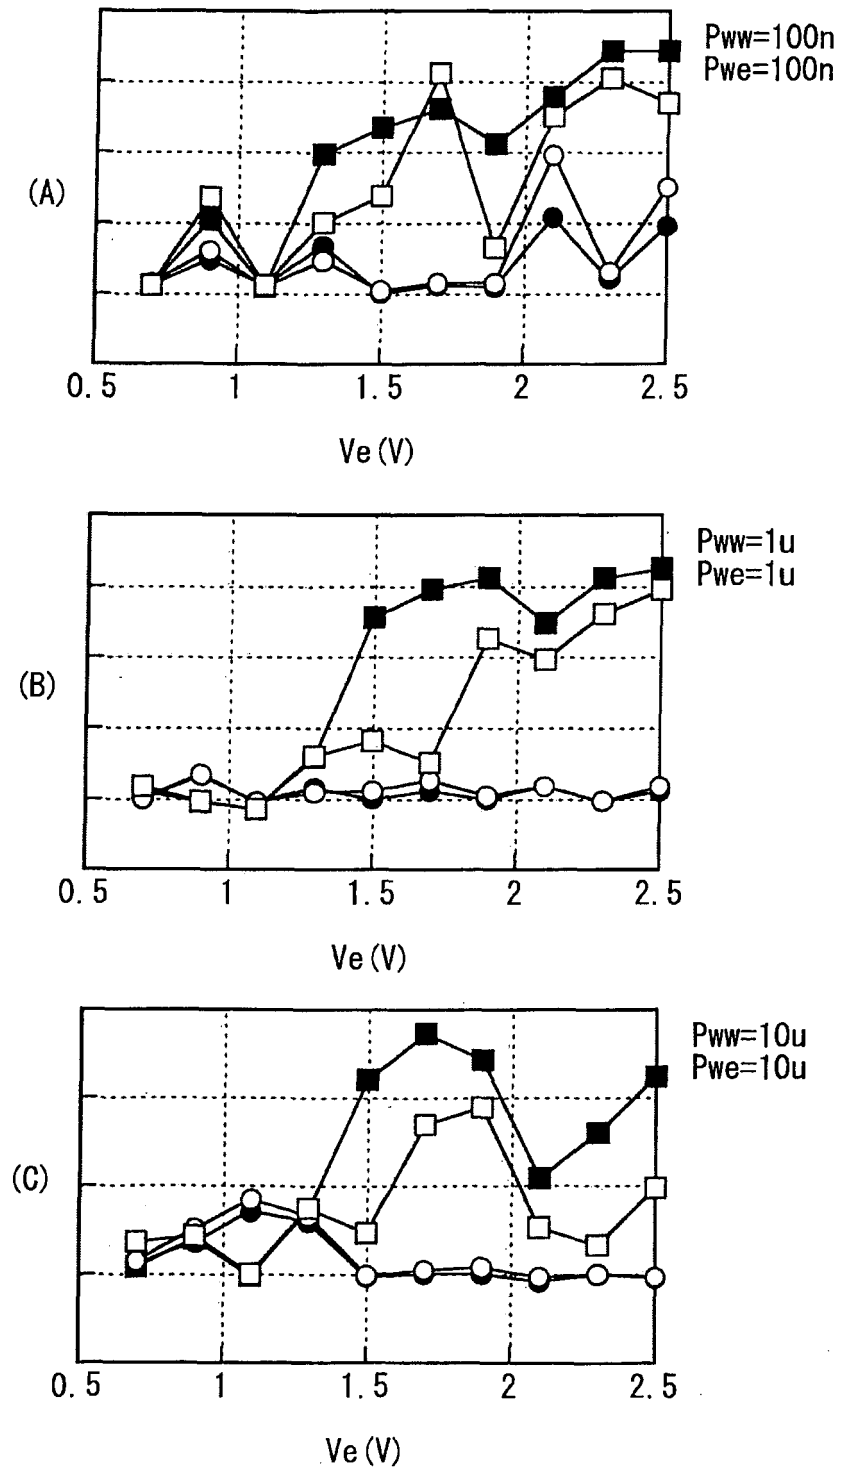 Pww=100n
Pwe=100n
(A)
0.5 1 1.5 2 2.5
Ve(V)
Pww=1u
Pwe=1u
(B)
0.5 1 1.5 2 2.5
Ve(V)
Pww=10u
Pwe=10u
(C)
0.5 1 1.5 2 2.5
Ve(V)